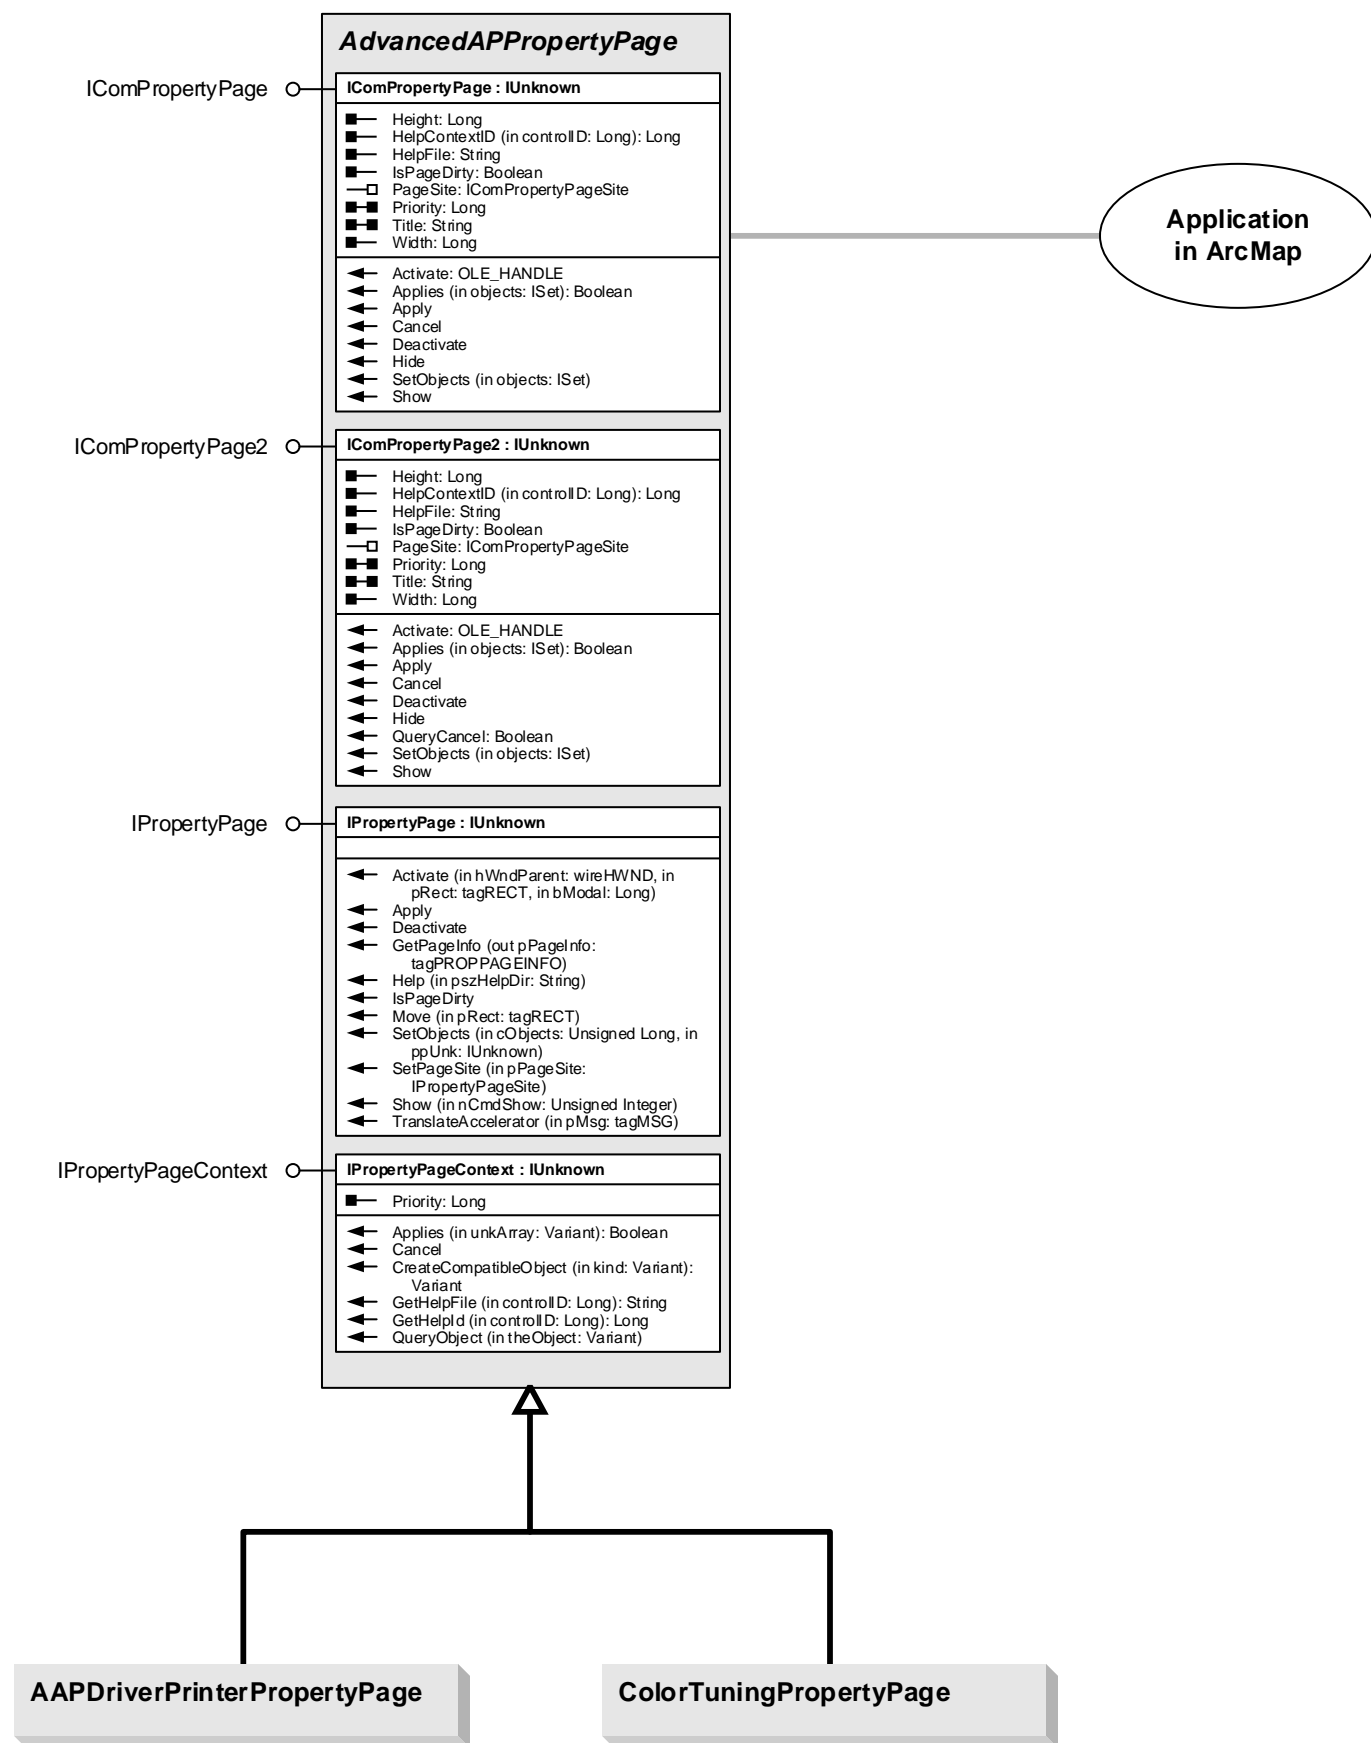 AdvancedAPPropertyPage
IComPropertyPage
IComPropertyPage : IUnknown
Height: Long
HelpContextID (in controlID: Long): Long
HelpFile: String
IsPageDirty: Boolean
PageSite: IComPropertyPageSite
Priority: Long
Title: String
Width: Long
Application
in ArcMap
Activate: OLE_HANDLE
Applies (in objects: ISet): Boolean
Apply
Cancel
Deactivate
Hide
SetObjects (in objects: ISet)
Show
IComPropertyPage2
IComPropertyPage2 : IUnknown
Height: Long
HelpContextID (in controlID: Long): Long
HelpFile: String
IsPageDirty: Boolean
PageSite: IComPropertyPageSite
Priority: Long
Title: String
Width: Long
Activate: OLE_HANDLE
Applies (in objects: ISet): Boolean
Apply
Cancel
Deactivate
Hide
QueryCancel: Boolean
SetObjects (in objects: ISet)
Show
IPropertyPage
IPropertyPage : IUnknown
Activate (in hWndParent: wireHWND, in
pRect: tagRECT, in bModal: Long)
Apply
Deactivate
GetPageInfo (out pPageInfo:
tagPROPPAGEINFO)
Help (in pszHelpDir: String)
IsPageDirty
Move (in pRect: tagRECT)
SetObjects (in cObjects: Unsigned Long, in
ppUnk: IUnknown)
SetPageSite (in pPageSite:
IPropertyPageSite)
Show (in nCmdShow: Unsigned Integer)
TranslateAccelerator (in pMsg: tagMSG)
IPropertyPageContext
IPropertyPageContext : IUnknown
Priority: Long
Applies (in unkArray: Variant): Boolean
Cancel
CreateCompatibleObject (in kind: Variant):
Variant
GetHelpFile (in controlID: Long): String
GetHelpId (in controlID: Long): Long
QueryObject (in theObject: Variant)
AAPDriverPrinterPropertyPage
ColorTuningPropertyPage